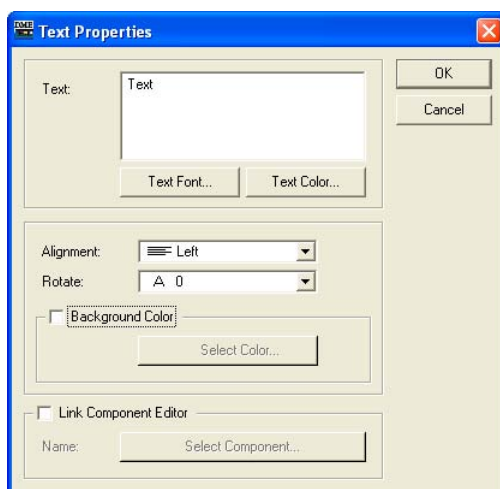 DME Text Properties
Text: Text
OK
Cancel
Text Font... Text Color...
Alignment: Left
Rotate: A 0
Background Color
Select Color...
Link Component Editor
Name: Select Component...